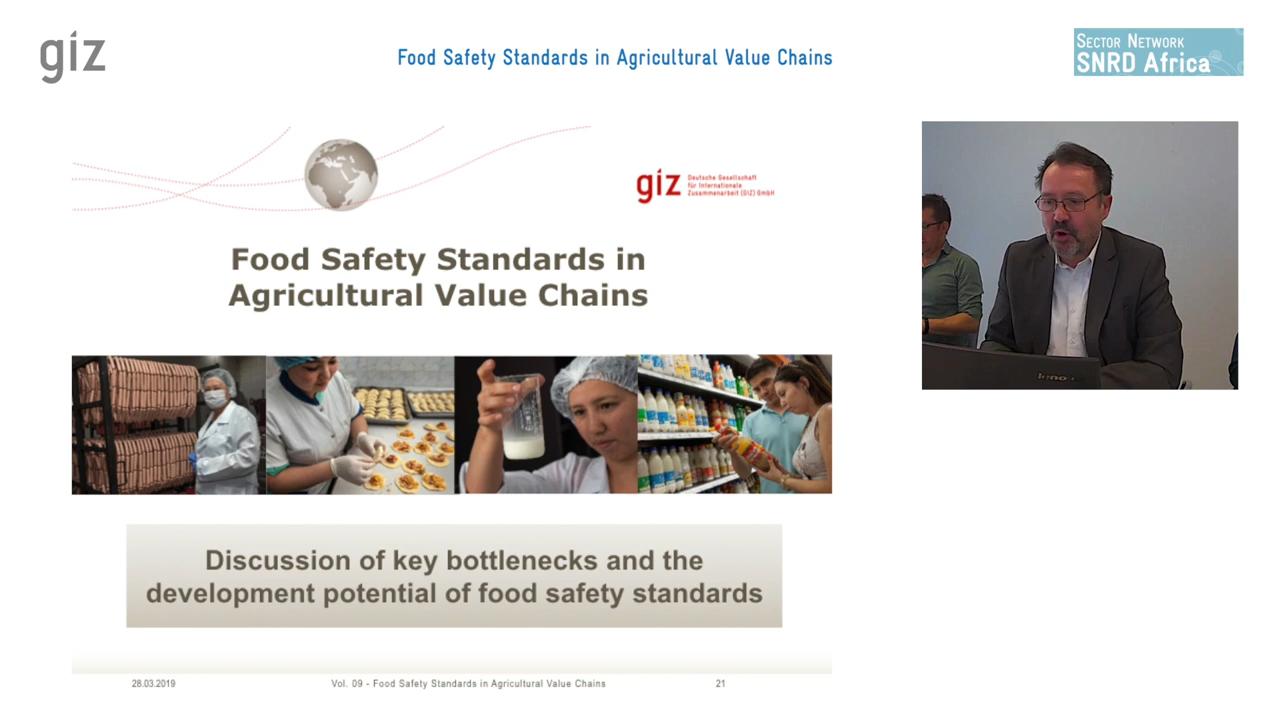 giz
Food Safety Standards in Agricultural Value Chains
SECTOR NETWORK
SNRD Africa
giz
Deutsche Gesellschaft
für Internationale
Zusammenarbeit (GIZ) GmbH
Food Safety Standards in
Agricultural Value Chains
Discussion of key bottlenecks and the
development potential of food safety standards
28.03.2019
Vol. 09 - Food Safety Standards in Agricultural Value Chains
21